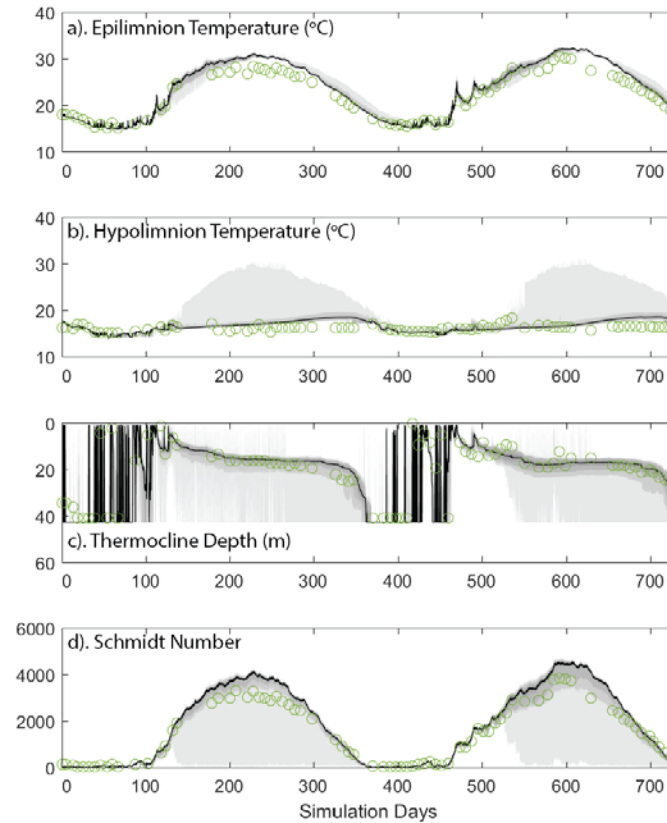 a). Epilimnion Temperature (ºC)
40
30
20
10
0 100 200 300 400 500 600 700
b). Hypolimnion Temperature (ºC)
40
30
20
10
0 100 200 300 400 500 600 700
0
20
40
60
c). Thermocline Depth (m)
0 100 200 300 400 500 600 700
d). Schmidt Number
6000
4000
2000
0
0 100 200 300 400 500 600 700
Simulation Days